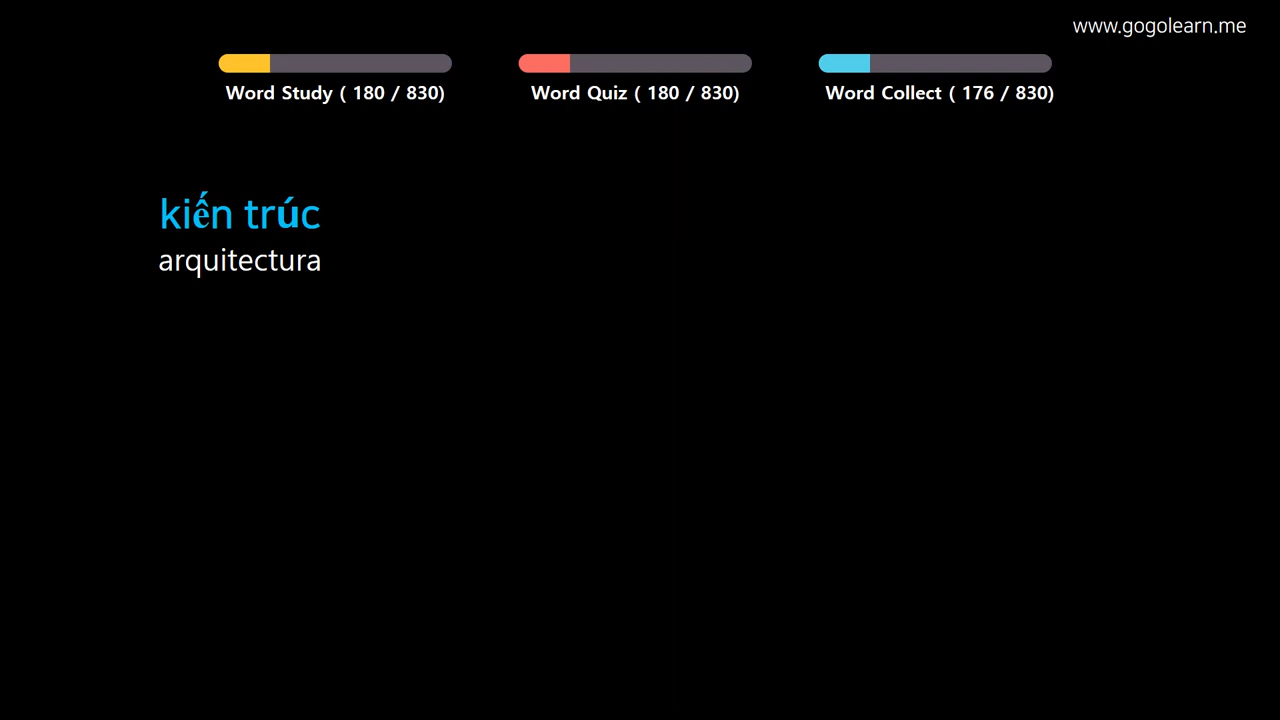 www.gogolearn.me
Word Study ( 180 / 830)
Word Quiz ( 180 / 830)
Word Collect ( 176 / 830)
kiến trúc
arquitectura